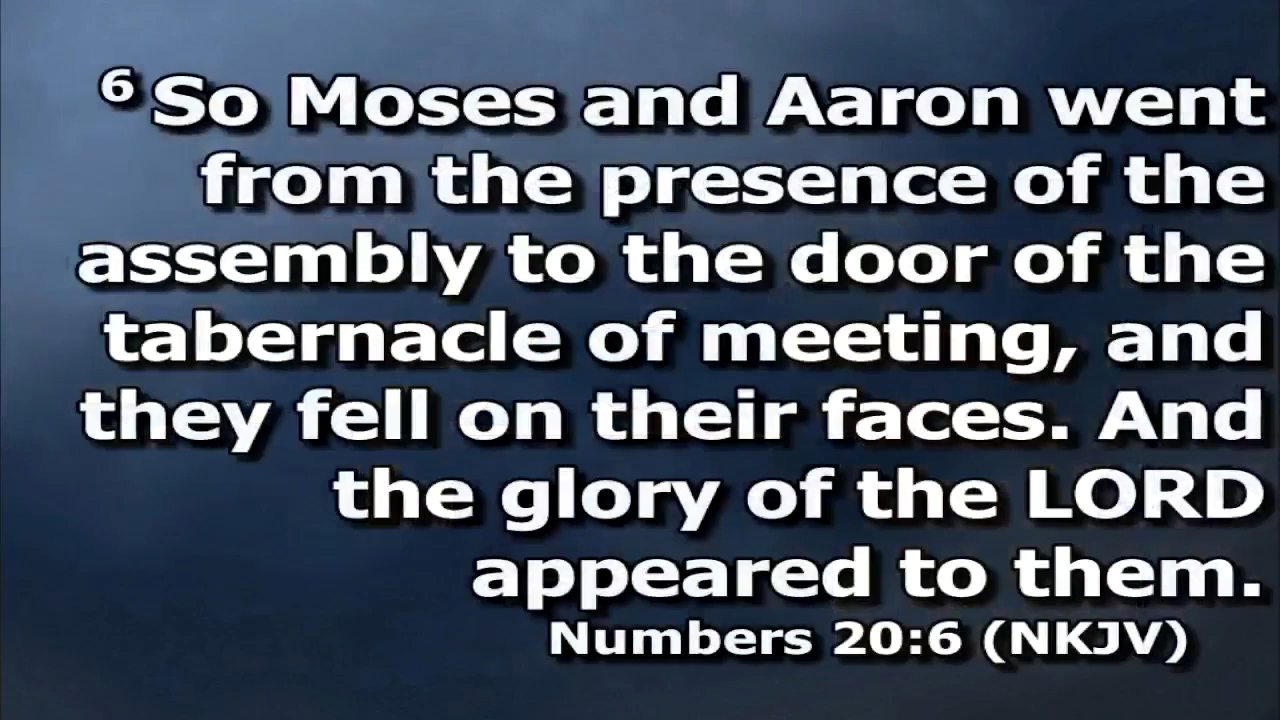 6 So Moses and Aaron went
from the presence of the
assembly to the door of the
tabernacle of meeting, and
they fell on their faces. And
the glory of the LORD
appeared to them.
Numbers 20:6 (NKJV)